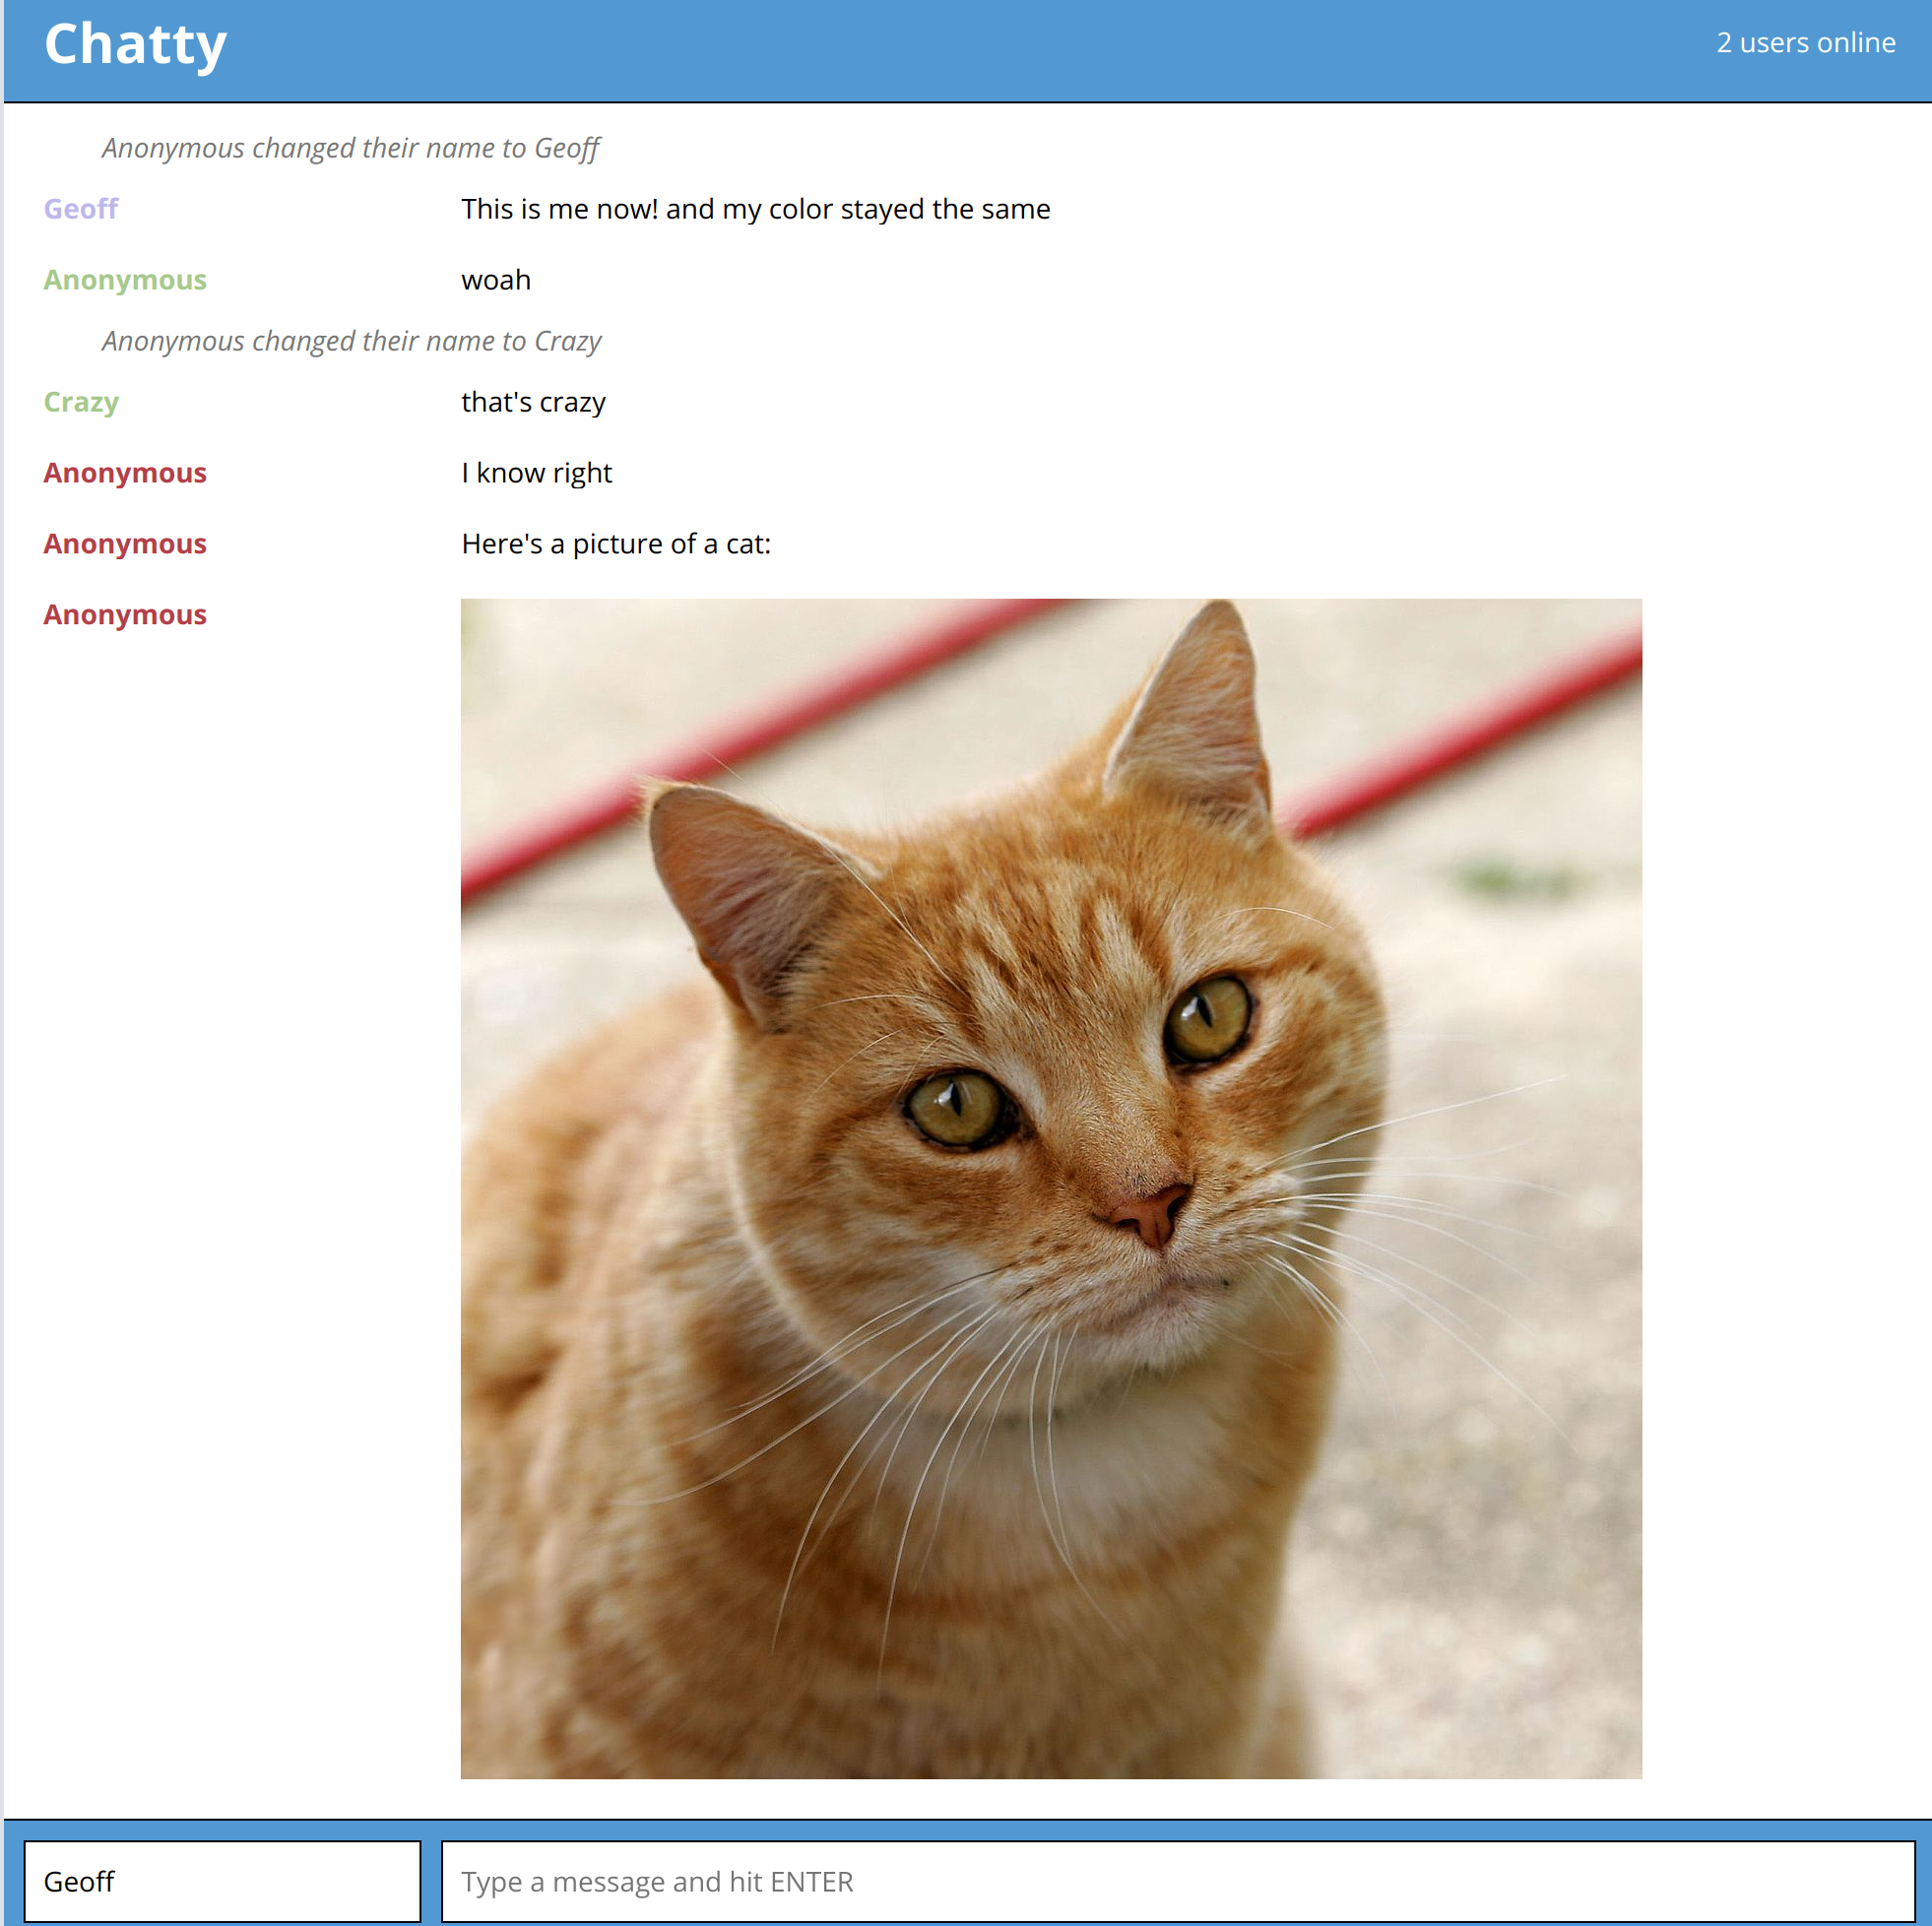 Chatty
2 users online
Anonymous changed their name to Geoff
Geoff This is me now! and my color stayed the same
Anonymous woah
Anonymous changed their name to Crazy
Crazy that's crazy
Anonymous I know right
Anonymous Here's a picture of a cat:
Anonymous
Geoff Type a message and hit ENTER